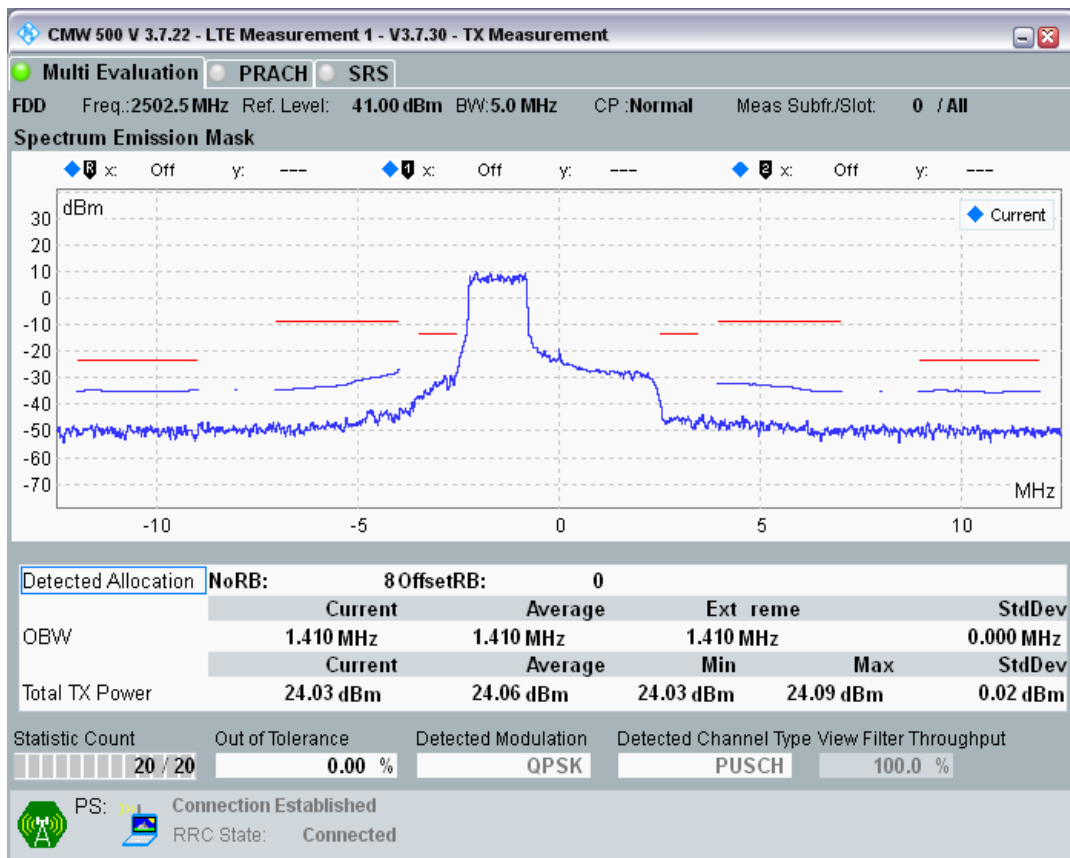 CMW 500 V 3.7.22 - LTE Measurement 1 - V3.7.30 - TX Measurement
Multi Evaluation PRACH SRS
FDD Freq.:2502.5 MHz Ref. Level: 41.00 dBm BW:5.0 MHz CP :Normal Meas Subfr./Slot: 0 / All
Spectrum Emission Mask
R x: Off y: --- 1 x: Off y: --- 2 x: Off y: ---
dBm
Current
30
20
10
0
-10
-20
-30
-40
-50
-60
-70
MHz
-10 -5 0 5 10
Detected Allocation NoRB: 8 OffsetRB: 0
Current Average Ext reme StdDev
OBW 1.410 MHz 1.410 MHz 1.410 MHz 0.000 MHz
Current Average Min Max StdDev
Total TX Power 24.03 dBm 24.06 dBm 24.03 dBm 24.09 dBm 0.02 dBm
Statistic Count Out of Tolerance Detected Modulation Detected Channel Type View Filter Throughput
20 / 20 0.00 % QPSK PUSCH 100.0 %
PS: Connection Established
RRC State: Connected